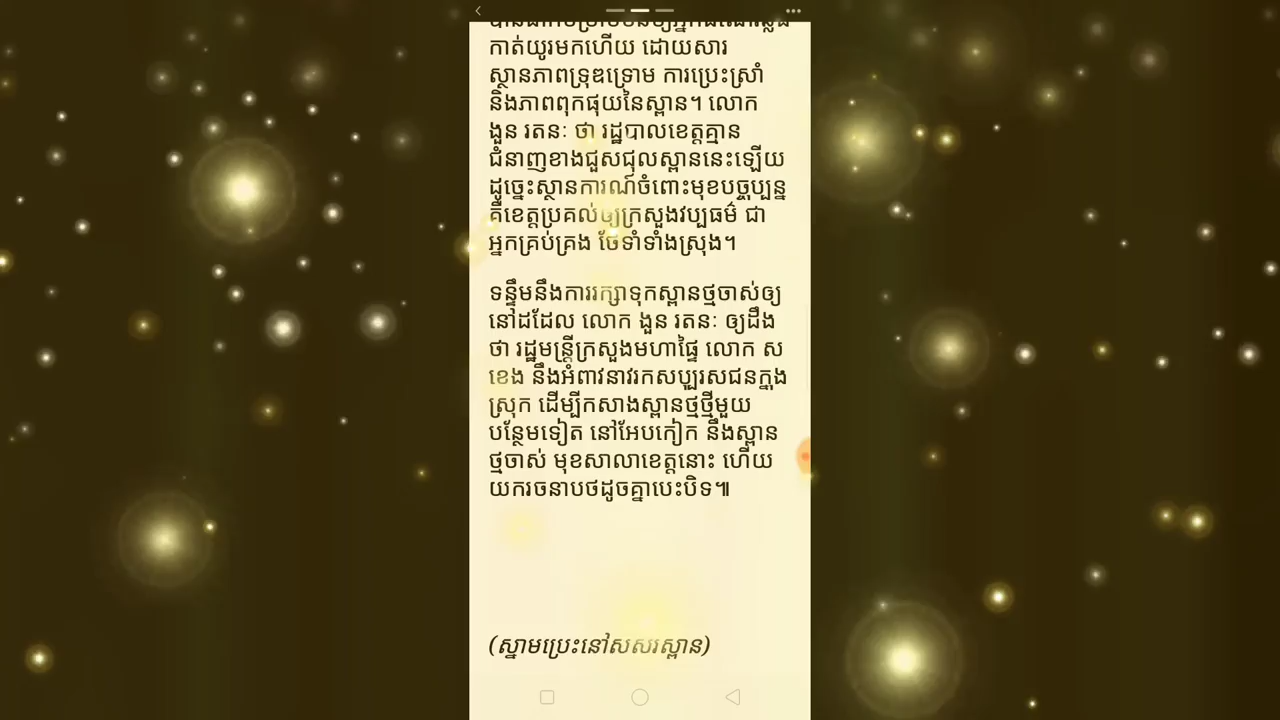 កាត់យូរមកហើយ ដោយសារ
ស្ថានភាពទ្រុឌទ្រោម ការប្រេះស្រាំ
និងភាពពុកផុយនៃស្ពាន។ លោក
ងួន រតនៈ ថា រដ្ឋបាលខេត្តគ្មាន
ជំនាញខាងជួសជុលស្ពាននេះឡើយ
ដូច្នេះស្ថានការណ៍ចំពោះមុខបច្ចុប្បន្ន
គឺខេត្តប្រគល់ឲ្យក្រសួងវប្បធម៌ ជា
អ្នកគ្រប់គ្រង ថែទាំទាំងស្រុង។
ទន្ទឹមនឹងការរក្សាទុកស្ពានថ្មចាស់ឲ្យ
នៅដដែល លោក ងួន រតនៈ ឲ្យដឹង
ថា រដ្ឋមន្ត្រីក្រសួងមហាផ្ទៃ លោក ស
ខេង នឹងអំពាវនាវរកសប្បុរសជនក្នុង
ស្រុក ដើម្បីកសាងស្ពានថ្មថ្មីមួយ
បន្ថែមទៀត នៅអែបកៀក នឹងស្ពាន
ថ្មចាស់ មុខសាលាខេត្តនោះ ហើយ
យករចនាបថដូចគ្នាបេះបិទ៕
(ស្នាមប្រេះនៅសសរស្ពាន)